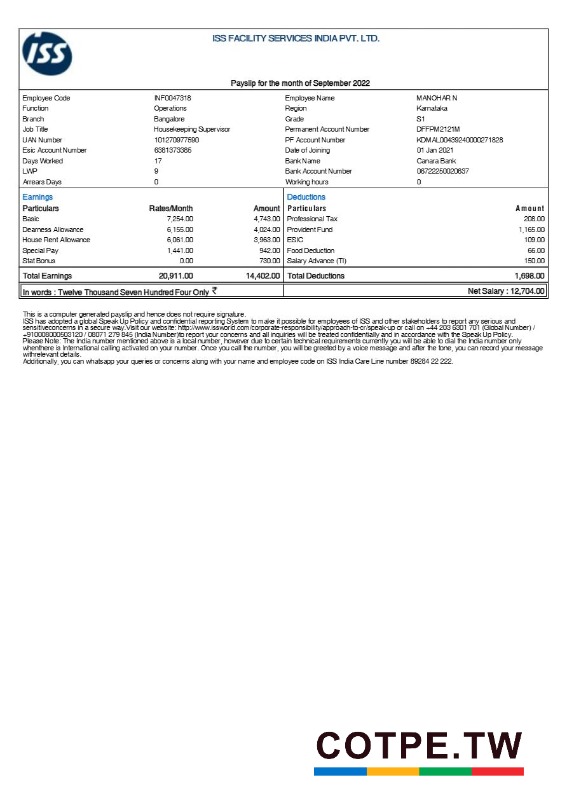 ISS
ISS FACILITY SERVICES INDIA PVT. LTD.
Payslip for the month of September 2022
Employee Code INF0047318 Employee Name MANOHAR N
Function Operations Region Karnataka
Branch Bangalore Grade S1
Job Title Housekeeping Supervisor Permanent Account Number DFFPM2121M
UAN Number 101270977690 PF Account Number KDMAL00439240000271828
Esic Account Number 6381373386 Date of Joining 01 Jan 2021
Days Worked 17 Bank Name Canara Bank
LWP 9 Bank Account Number 06722250020637
Arrears Days 0 Working hours 0
Earnings Deductions
Particulars Rates/Month Amount Particulars Amount
Basic 7,254.00 4,743.00 Professional Tax 208.00
Dearness Allowance 6,155.00 4,024.00 Provident Fund 1,165.00
House Rent Allowance 6,061.00 3,963.00 ESIC 109.00
Special Pay 1,441.00 942.00 Food Deduction 66.00
Stat Bonus 0.00 730.00 Salary Advance (TI) 150.00
Total Earnings 20,911.00 14,402.00 Total Deductions 1,698.00
In words : Twelve Thousand Seven Hundred Four Only ₹ Net Salary : 12,704.00
This is a computer generated payslip and hence does not require signature.
ISS has adopted a global Speak Up Policy and confidential reporting System to make it possible for employees of ISS and other stakeholders to report any serious and
sensitiveconcerns in a secure way.Visit our website: http://www.issworld.com /corporate-responsibility/approach-to-cr/speak-up or call on +44 203 6301 701 (Global Number) /
+910008000503120 / 08071 279 845 (India Number)to report your concerns and all inquiries will be treated confidentially and in accordance with the Speak Up Policy.
Please Note: The India number mentioned above is a local number, however due to certain technical requirements currently you will be able to dial the India number only
whenthere is International calling activated on your number. Once you call the number, you will be greeted by a voice message and after the tone, you can record your message
withrelevant details.
Additionally, you can whatsapp your queries or concerns along with your name and employee code on ISS India Care Line number 89284 22 222.
COTPE.TW